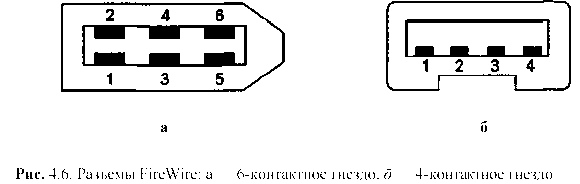 2 4 6
1 3 5
1 2 3 4
а б
Рис. 4.6. Разъемы FireWire: а 6-контактное гнездо, б 4-контактное гнездо